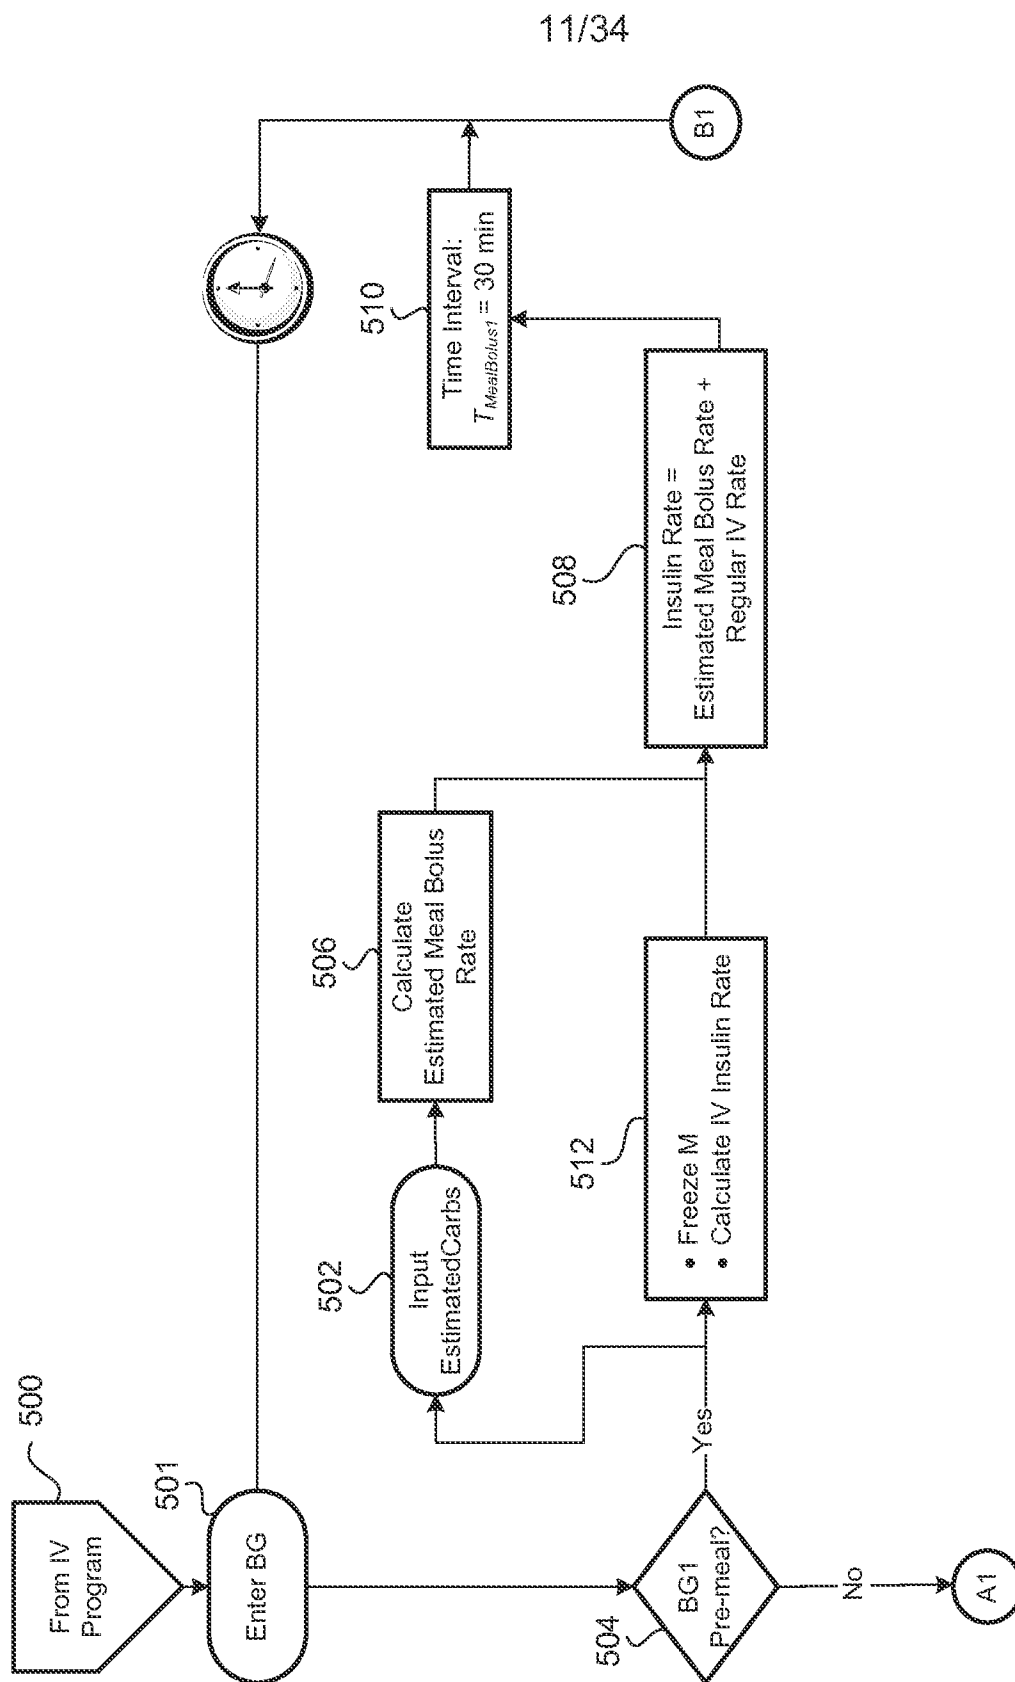 11/34
500
From IV
Program
501
Enter BG
504
BG1
Pre-meal?
Yes
No
A1
502
Input
EstimatedCarbs
506
Calculate
Estimated Meal Bolus
Rate
512
• Freeze M
• Calculate IV Insulin Rate
508
Insulin Rate =
Estimated Meal Bolus Rate +
Regular IV Rate
510
Time Interval:
TMealBolus1 = 30 min
B1